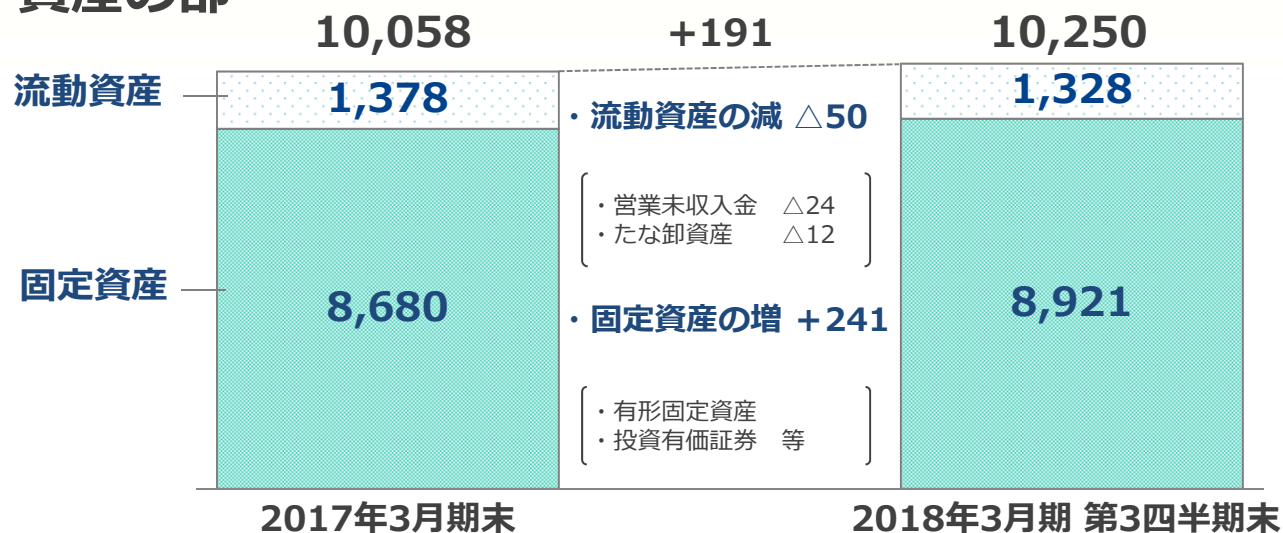 資産の部
10,058
+191
10,250
流動資産
1,378
・流動資産の減 △50
1,328
・営業未収入金 △24
・たな卸資産 △12
固定資産
8,680
・固定資産の増 +241
8,921
・有形固定資産
・投資有価証券 等
2017年3月期末
2018年3月期 第3四半期末